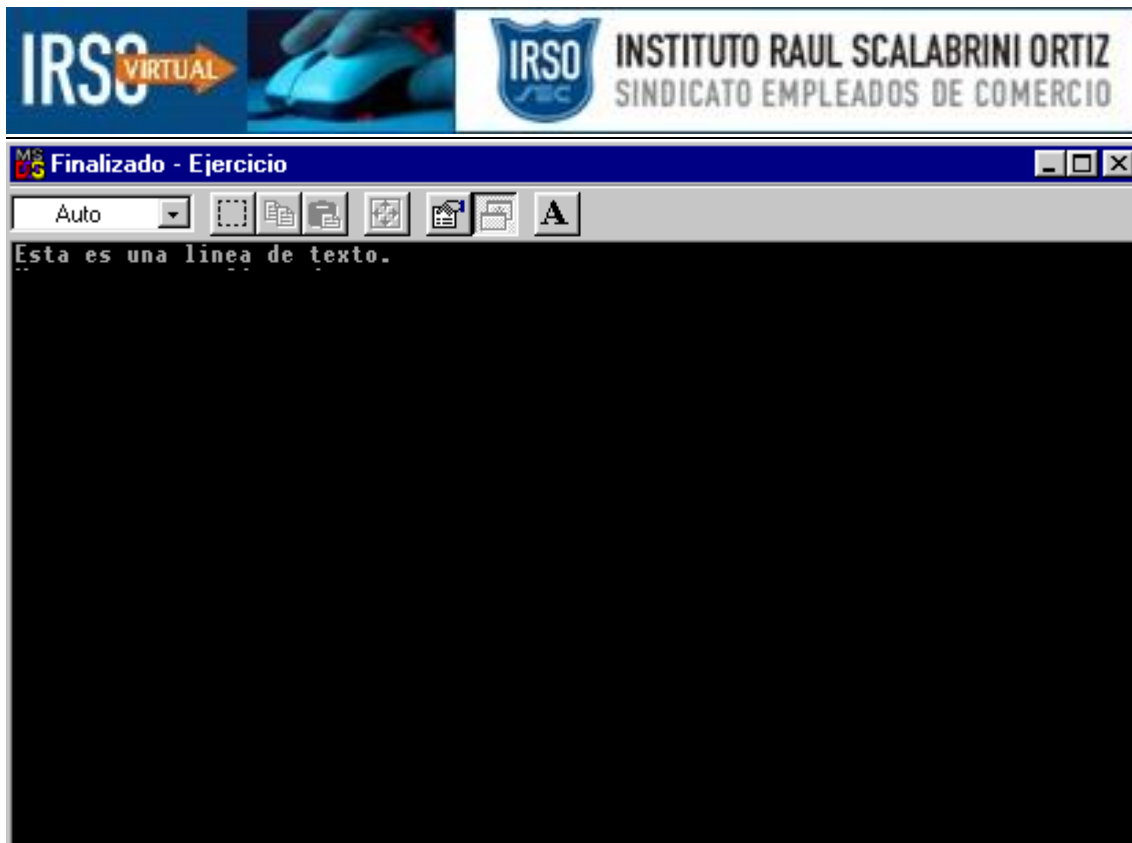 IRSO VIRTUAL
IRSO
SEC
INSTITUTO RAUL SCALABRINI ORTIZ
SINDICATO EMPLEADOS DE COMERCIO
MS DS Finalizado - Ejercicio
Auto
A
Esta es una linea de texto.